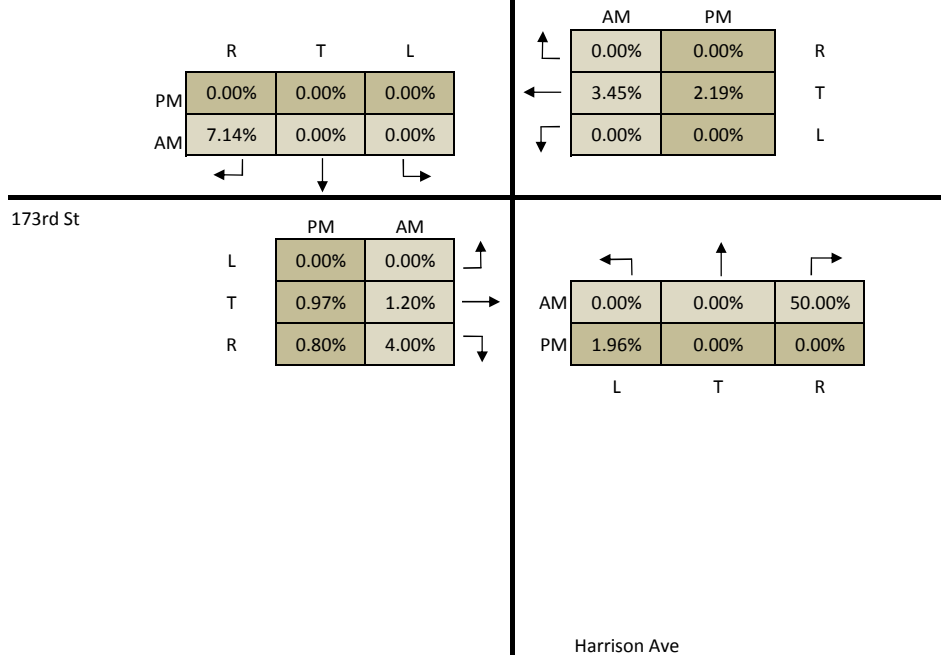 AM PM
0.00% 0.00% R
3.45% 2.19% T
0.00% 0.00% L
R T L
PM 0.00% 0.00% 0.00%
AM 7.14% 0.00% 0.00%
173rd St
PM AM
L 0.00% 0.00%
T 0.97% 1.20%
R 0.80% 4.00%
AM 0.00% 0.00% 50.00%
PM 1.96% 0.00% 0.00%
L T R
Harrison Ave